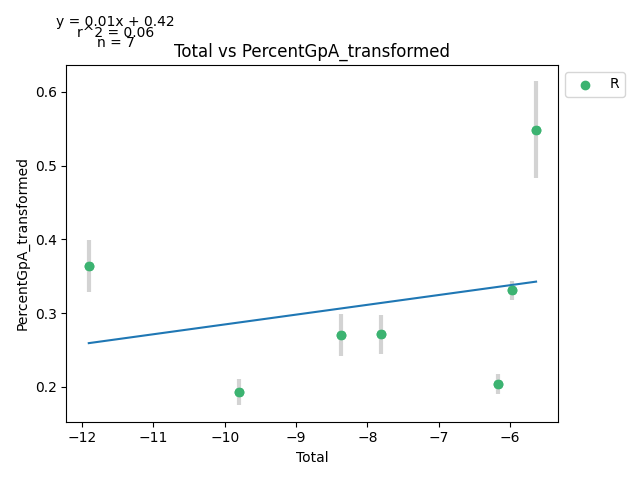 y = 0.01x + 0.42
r^2 = 0.06
n = 7
Total vs PercentGpA_transformed
R
PercentGpA_transformed
0.6
0.5
0.4
0.3
0.2
−12
−11
−10
−9
−8
−7
−6
Total